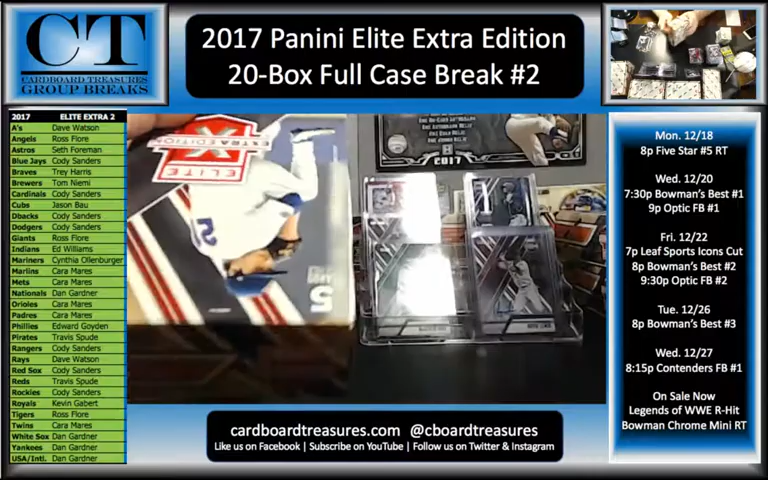 CT
CARDBOARD TREASURES
GROUP BREAKS
2017 Panini Elite Extra Edition
20-Box Full Case Break #2
2017 ELITE EXTRA 2
A's Dave Watson
Angels Ross Flore
Astros Seth Foreman
Blue Jays Cody Sanders
Braves Trey Harris
Brewers Tom Niemi
Cardinals Cody Sanders
Cubs Jason Bau
Dbacks Cody Sanders
Dodgers Cody Sanders
Giants Ross Flore
Indians Ed Williams
Mariners Cynthia Ollenburger
Marlins Cara Mares
Mets Cara Mares
Nationals Dan Gardner
Orioles Cara Mares
Padres Cara Mares
Phillies Edward Goyden
Pirates Travis Spude
Rangers Cody Sanders
Rays Dave Watson
Red Sox Cody Sanders
Reds Travis Spude
Rockies Cody Sanders
Royals Kevin Gabert
Tigers Ross Flore
Twins Cara Mares
White Sox Dan Gardner
Yankees Dan Gardner
USA/Intl. Dan Gardner
ELITE
EXTRA EDITION
2
5
2017
Mon. 12/18
8p Five Star #5 RT
Wed. 12/20
7:30p Bowman's Best #1
9p Optic FB #1
Fri. 12/22
7p Leaf Sports Icons Cut
8p Bowman's Best #2
9:30p Optic FB #2
Tue. 12/26
8p Bowman's Best #3
Wed. 12/27
8:15p Contenders FB #1
On Sale Now
Legends of WWE R-Hit
Bowman Chrome Mini RT
cardboardtreasures.com @cboardtreasures
Like us on Facebook | Subscribe on YouTube | Follow us on Twitter & Instagram